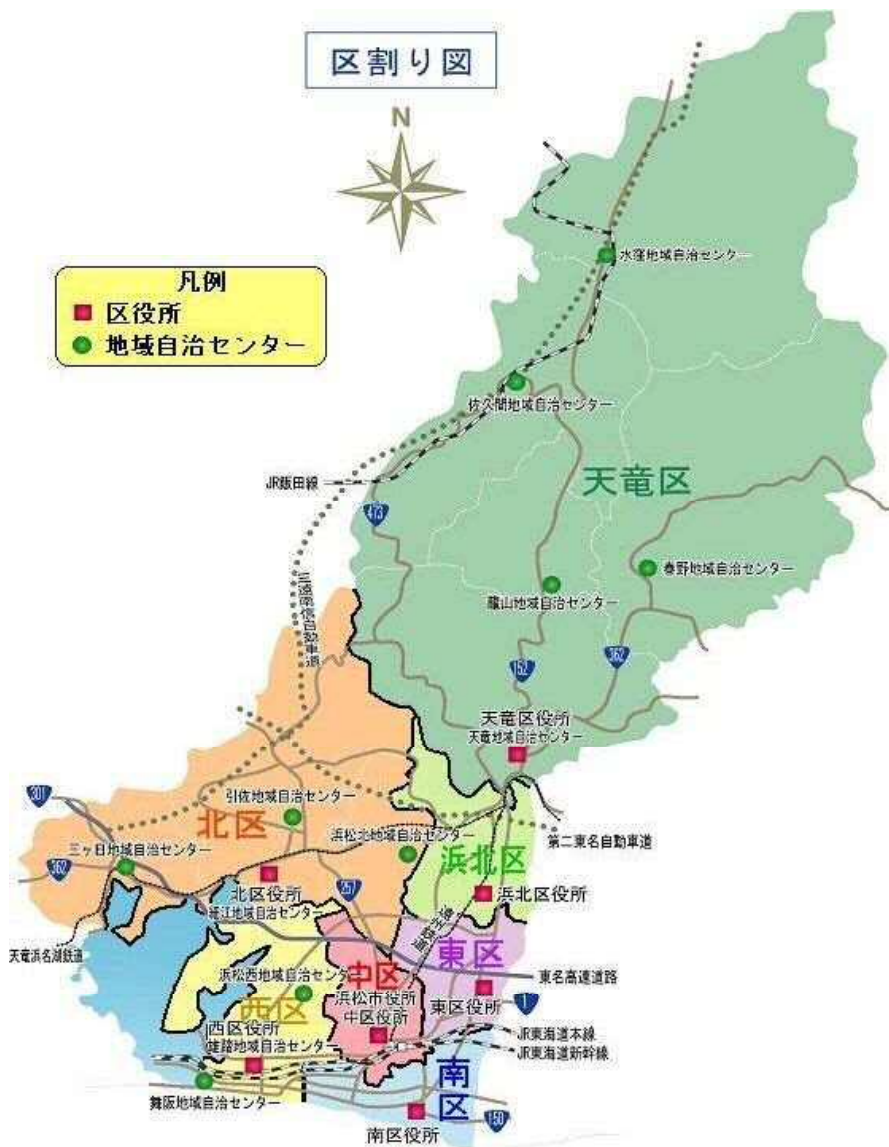 区割り図
N
凡例
区役所
地域自治センター
水窪地域自治センター
佐久間地域自治センター
天竜区
JR飯田線
473
春野地域自治センター
龍山地域自治センター
三遠南信自動車道
152
362
天竜区役所
天竜地域自治センター
301
引佐地域自治センター
北区
浜松北地域自治センター
第二東名自動車道
三ヶ日地域自治センター
362
浜北区
北区役所
257
浜北区役所
細江地域自治センター
遠州鉄道
天竜浜名湖鉄道
東区
浜松西地域自治センタ
中区
東名高速道路
浜松市役所
東区役所
1
西区
中区役所
西区役所
JR東海道本線
雄踏地域自治センター
JR東海道新幹線
南区
舞阪地域自治センター
150
南区役所